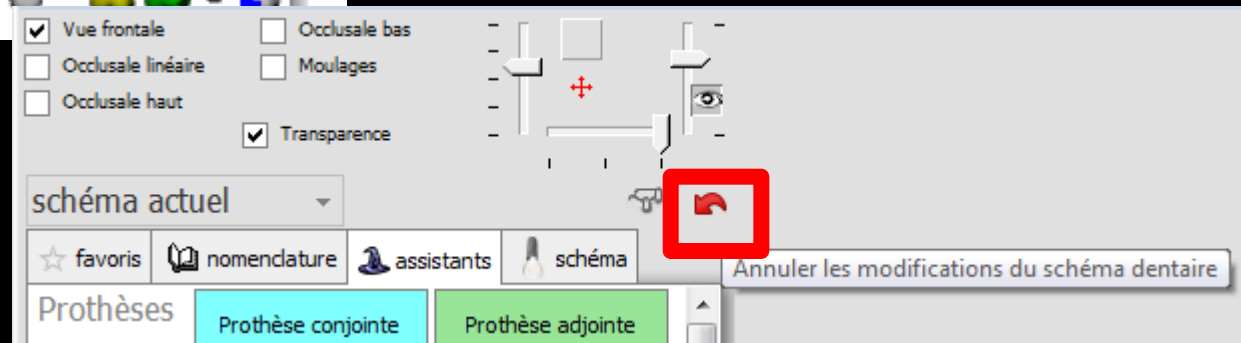 Vue frontale
Occlusale bas
Occlusale linéaire
Moulages
Occlusale haut
Transparence
schéma actuel
favoris
nomenclature
assistants
schéma
Annuler les modifications du schéma dentaire
Prothèses
Prothèse conjointe
Prothèse adjointe